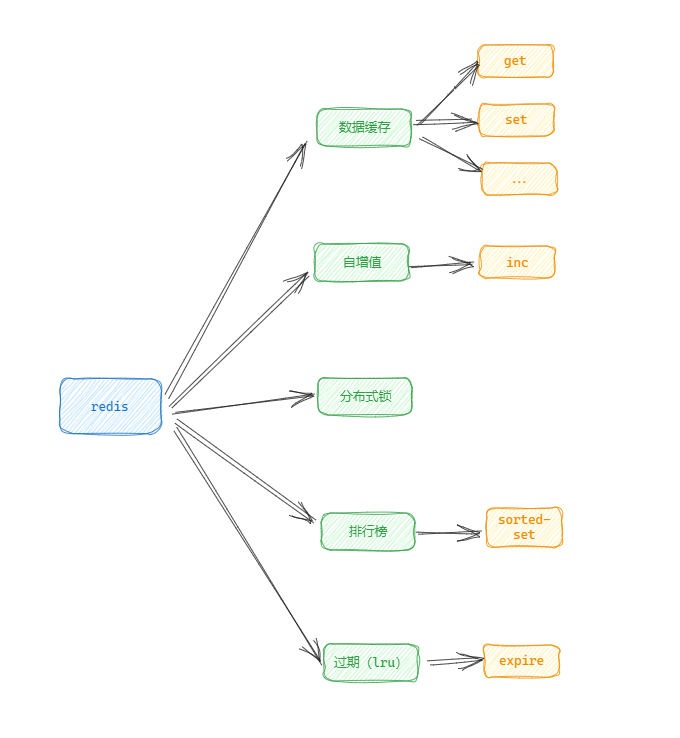 get
数据缓存
set
...
自增值
inc
redis
分布式锁
排行榜
sorted-
set
过期（lru）
expire